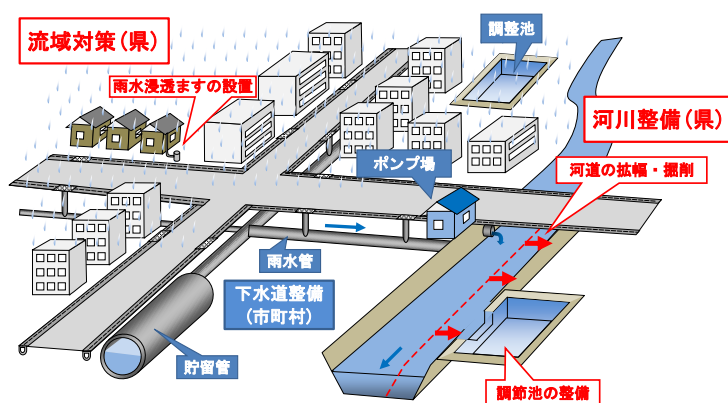 流域対策(県)
雨水浸透ますの設置
調整池
河川整備(県)
河道の拡幅・掘削
ポンプ場
雨水管
下水道整備
(市町村)
貯留管
調節池の整備